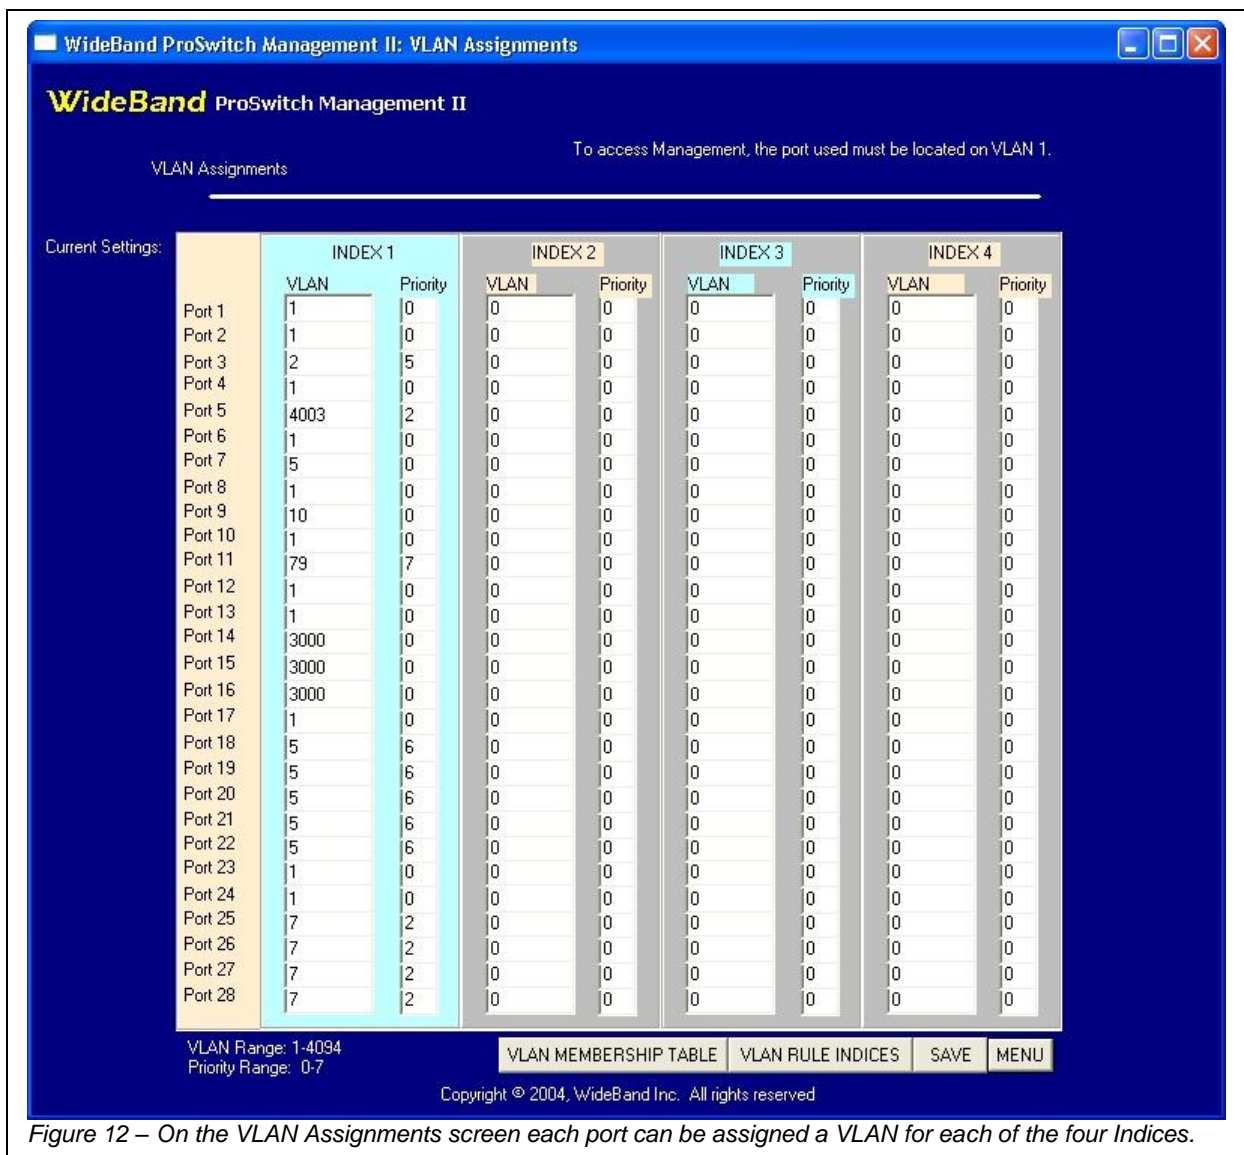 WideBand ProSwitch Management II: VLAN Assignments
WideBand ProSwitch Management II
To access Management, the port used must be located on VLAN 1.
VLAN Assignments
Current Settings:
INDEX 1 INDEX 2 INDEX 3 INDEX 4
VLAN Priority VLAN Priority VLAN Priority VLAN Priority
Port 1 1 0 0 0 0 0 0 0
Port 2 1 0 0 0 0 0 0 0
Port 3 2 5 0 0 0 0 0 0
Port 4 1 0 0 0 0 0 0 0
Port 5 4003 2 0 0 0 0 0 0
Port 6 1 0 0 0 0 0 0 0
Port 7 5 0 0 0 0 0 0 0
Port 8 1 0 0 0 0 0 0 0
Port 9 10 0 0 0 0 0 0 0
Port 10 1 0 0 0 0 0 0 0
Port 11 79 7 0 0 0 0 0 0
Port 12 1 0 0 0 0 0 0 0
Port 13 1 0 0 0 0 0 0 0
Port 14 3000 0 0 0 0 0 0 0
Port 15 3000 0 0 0 0 0 0 0
Port 16 3000 0 0 0 0 0 0 0
Port 17 1 0 0 0 0 0 0 0
Port 18 5 6 0 0 0 0 0 0
Port 19 5 6 0 0 0 0 0 0
Port 20 5 6 0 0 0 0 0 0
Port 21 5 6 0 0 0 0 0 0
Port 22 5 6 0 0 0 0 0 0
Port 23 1 0 0 0 0 0 0 0
Port 24 1 0 0 0 0 0 0 0
Port 25 7 2 0 0 0 0 0 0
Port 26 7 2 0 0 0 0 0 0
Port 27 7 2 0 0 0 0 0 0
Port 28 7 2 0 0 0 0 0 0
VLAN Range: 1-4094
Priority Range: 0-7
VLAN MEMBERSHIP TABLE VLAN RULE INDICES SAVE MENU
Copyright © 2004, WideBand Inc. All rights reserved
Figure 12 – On the VLAN Assignments screen each port can be assigned a VLAN for each of the four Indices.